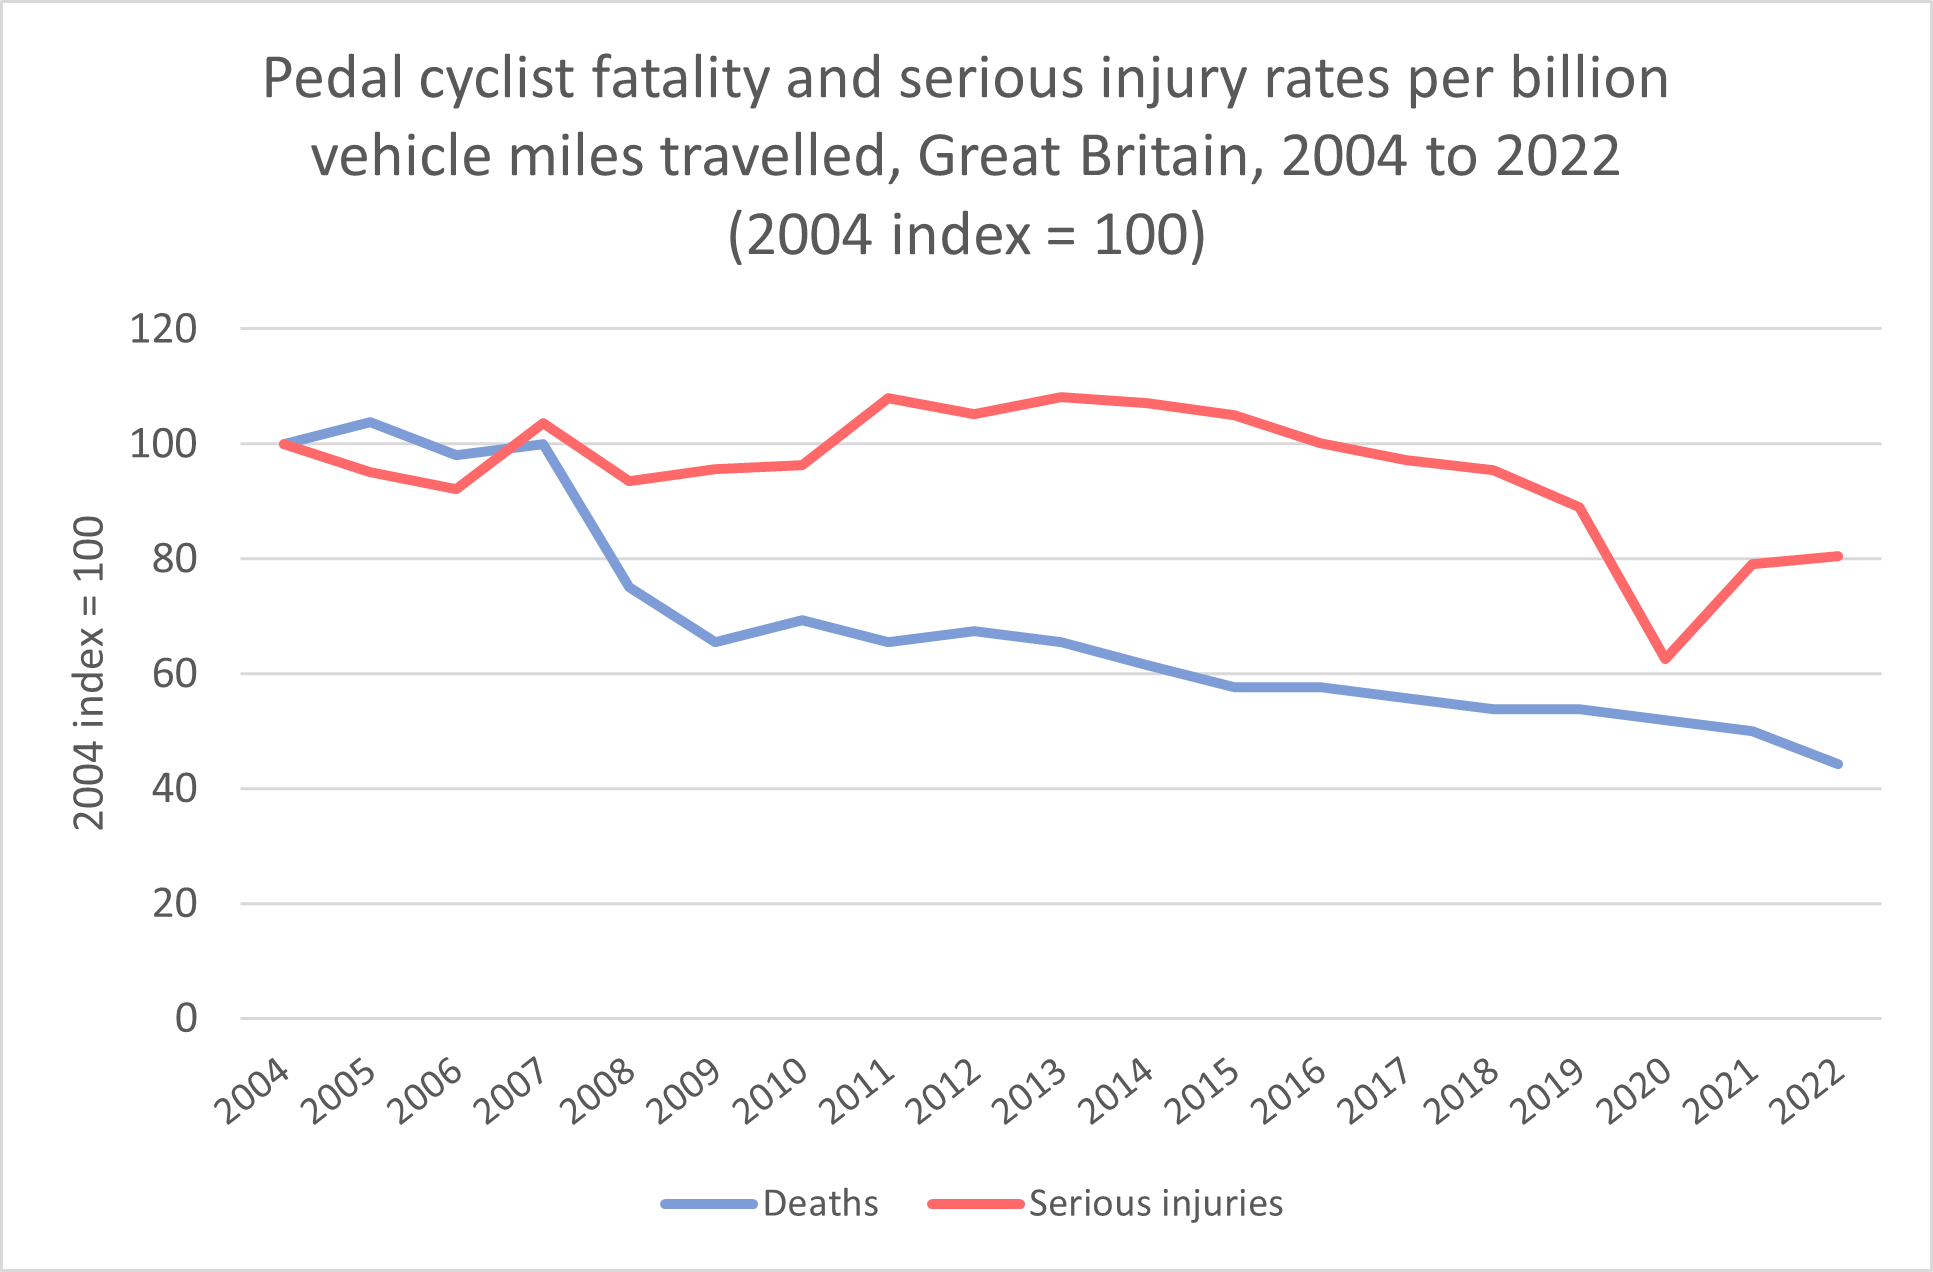 Pedal cyclist fatality and serious injury rates per billion
vehicle miles travelled, Great Britain, 2004 to 2022
(2004 index = 100)
120
100
80
60
40
20
0
2004 index = 100
2004 2005 2006 2007 2008 2009 2010 2011 2012 2013 2014 2015 2016 2017 2018 2019 2020 2021 2022
Deaths Serious injuries